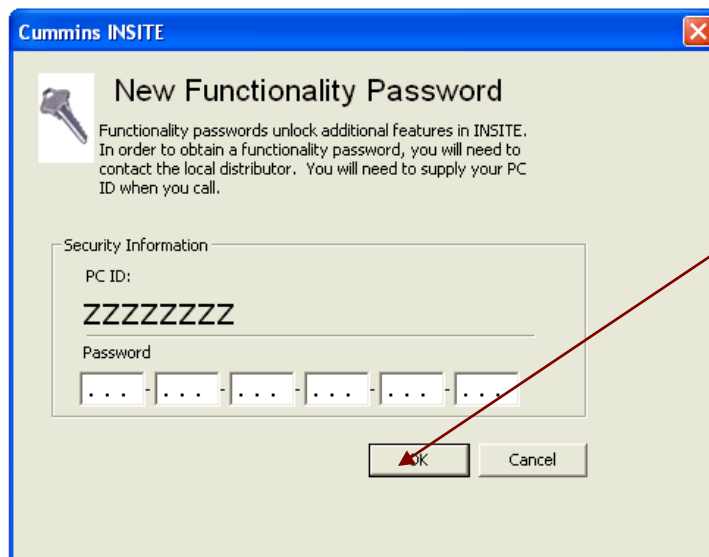 Cummins INSITE
New Functionality Password
Functionality passwords unlock additional features in INSITE.
In order to obtain a functionality password, you will need to
contact the local distributor. You will need to supply your PC
ID when you call.
Security Information
PC ID:
ZZZZZZZZ
Password
. . . - . . . - . . . - . . . - . . . - . . .
OK Cancel